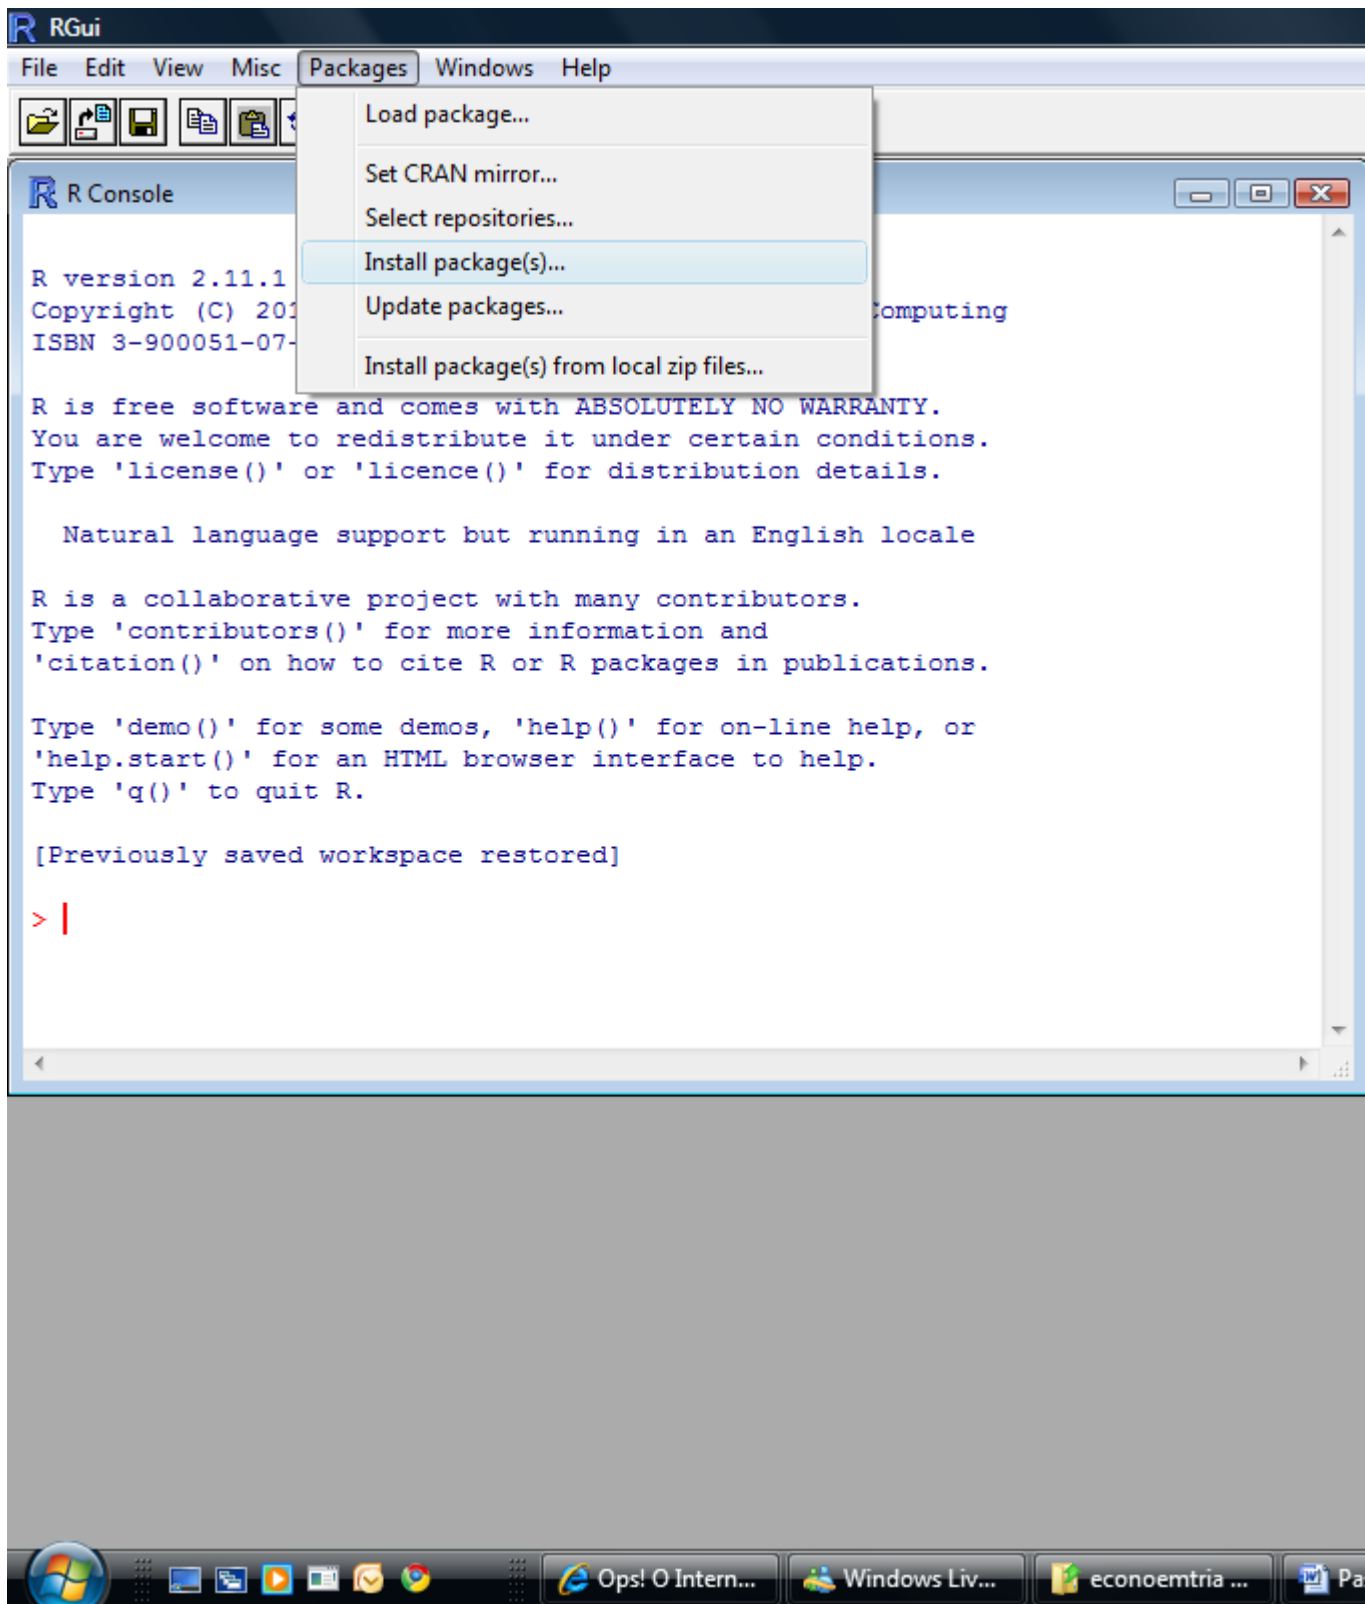 RGui
File Edit View Misc Packages Windows Help
Load package...
Set CRAN mirror...
Select repositories...
Install package(s)...
Update packages...
Install package(s) from local zip files...
R Console
R version 2.11.1
Copyright (C) 201 Computing
ISBN 3-900051-07-
R is free software and comes with ABSOLUTELY NO WARRANTY.
You are welcome to redistribute it under certain conditions.
Type 'license()' or 'licence()' for distribution details.
Natural language support but running in an English locale
R is a collaborative project with many contributors.
Type 'contributors()' for more information and
'citation()' on how to cite R or R packages in publications.
Type 'demo()' for some demos, 'help()' for on-line help, or
'help.start()' for an HTML browser interface to help.
Type 'q()' to quit R.
[Previously saved workspace restored]
>
Ops! O Intern... Windows Liv... econoemtria ... Pa